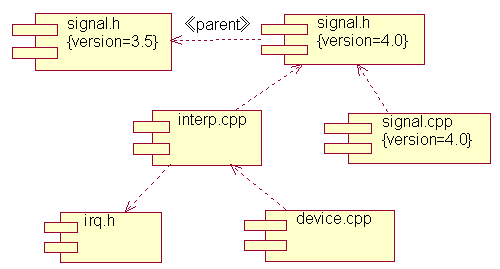 signal.h
{version=3.5}
《parent》
signal.h
{version=4.0}
interp.cpp
signal.cpp
{version=4.0}
irq.h
device.cpp